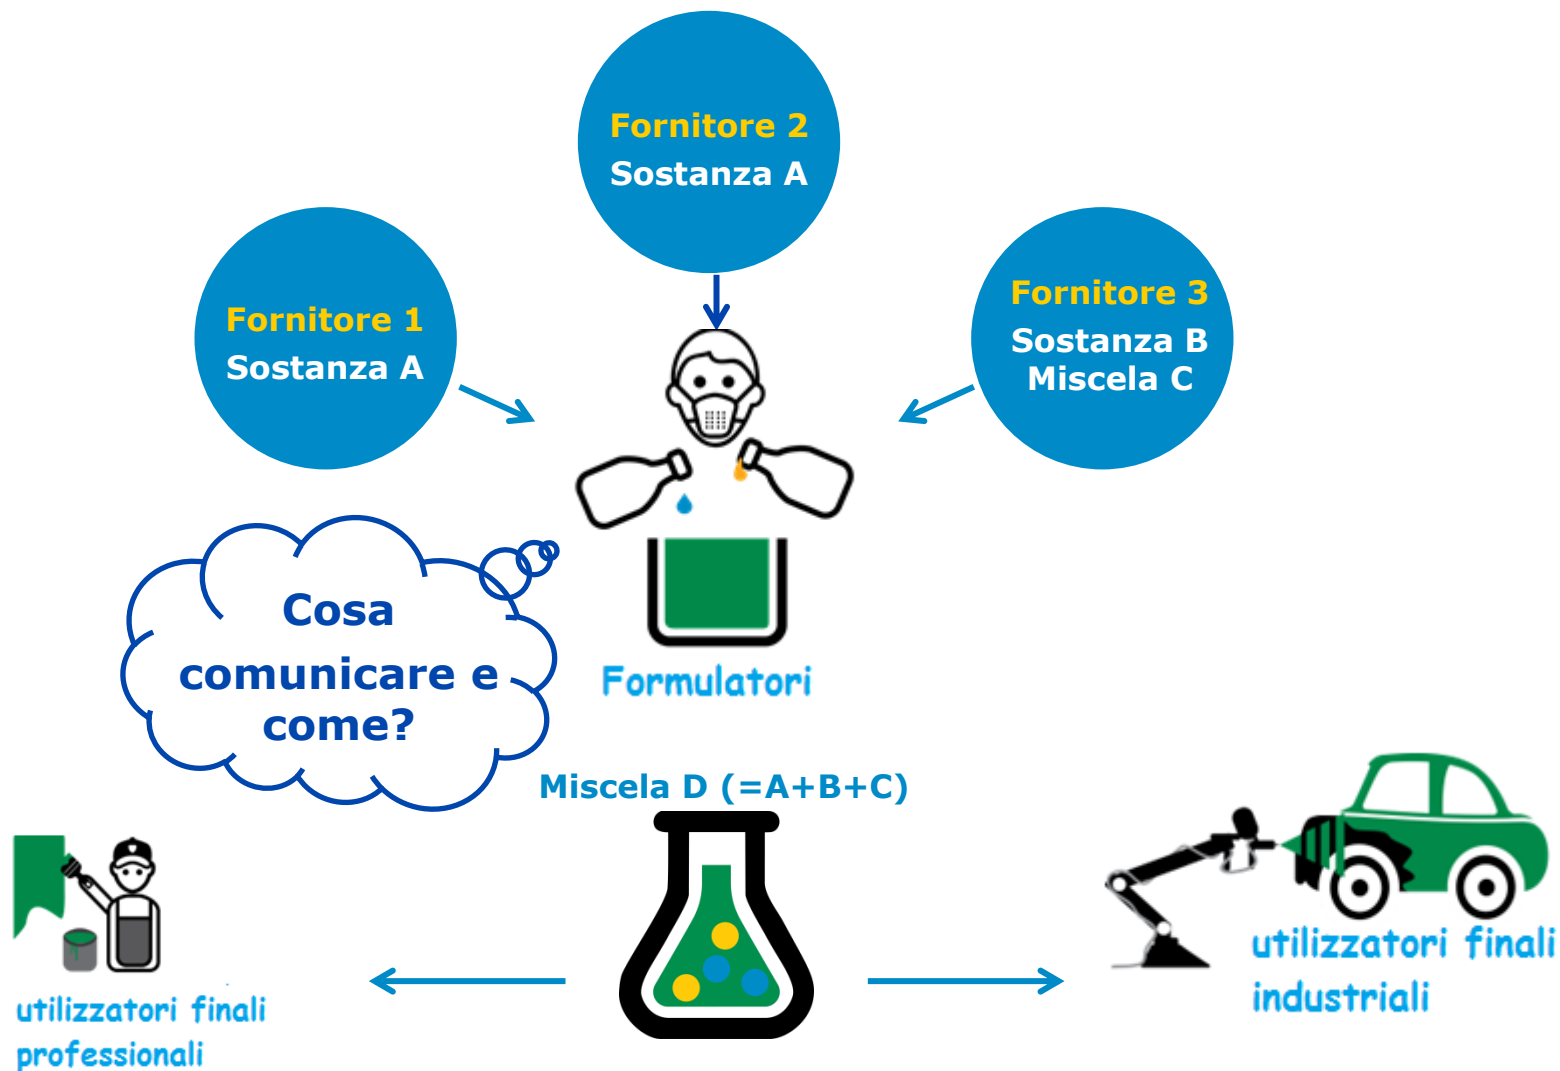 Fornitore 2
Sostanza A
Fornitore 1
Sostanza A
Fornitore 3
Sostanza B
Miscela C
Cosa
comunicare e
come?
Formulatori
Miscela D (=A+B+C)
utilizzatori finali
professionali
utilizzatori finali
industriali